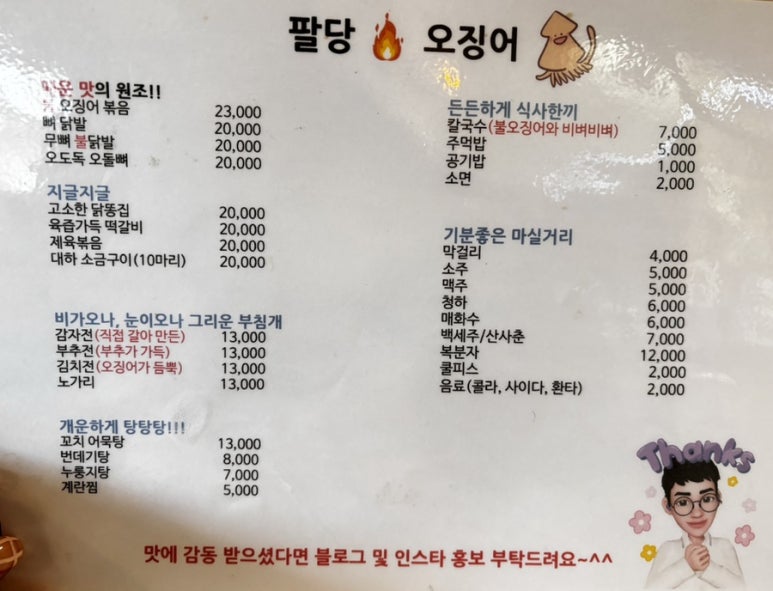 팔당 오징어
매운 맛의 원조!!
불 오징어 볶음 23,000
뼈 닭발 20,000
무뼈 불닭발 20,000
오도독 오돌뼈 20,000
지글지글
고소한 닭똥집 20,000
육즙가득 떡갈비 20,000
제육볶음 20,000
대하 소금구이(10마리) 20,000
비가오나, 눈이오나 그리운 부침개
감자전(직접 갈아 만든) 13,000
부추전(부추가 가득) 13,000
김치전(오징어가 듬뿍) 13,000
노가리 13,000
개운하게 탕탕탕!!!
꼬치 어묵탕 13,000
번데기탕 8,000
누룽지탕 7,000
계란찜 5,000
든든하게 식사한끼
칼국수(불오징어와 비벼비벼) 7,000
주먹밥 5,000
공기밥 1,000
소면 2,000
기분좋은 마실거리
막걸리 4,000
소주 5,000
맥주 5,000
청하 6,000
매화수 6,000
백세주/산사춘 7,000
복분자 12,000
쿨피스 2,000
음료(콜라, 사이다, 환타) 2,000
Thanks
맛에 감동 받으셨다면 블로그 및 인스타 홍보 부탁드려요~^^